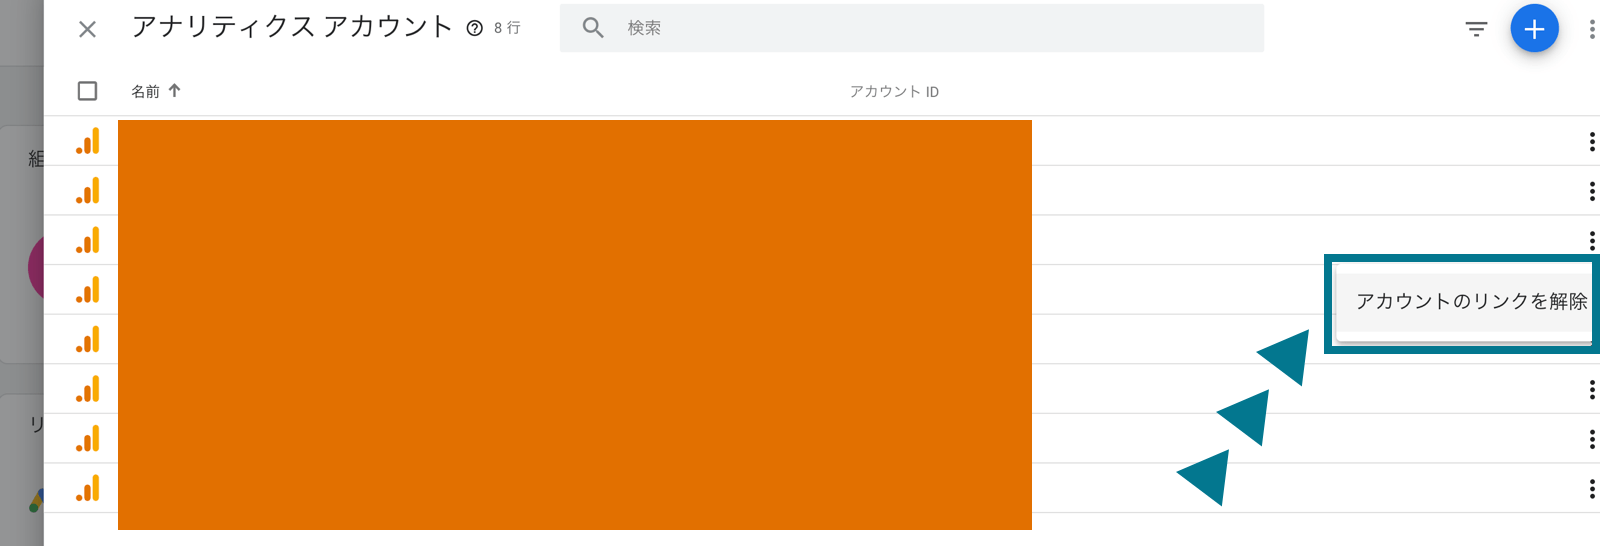 アナリティクス アカウント
8 行
検索
名前
アカウント ID
組
リ
アカウントのリンクを解除